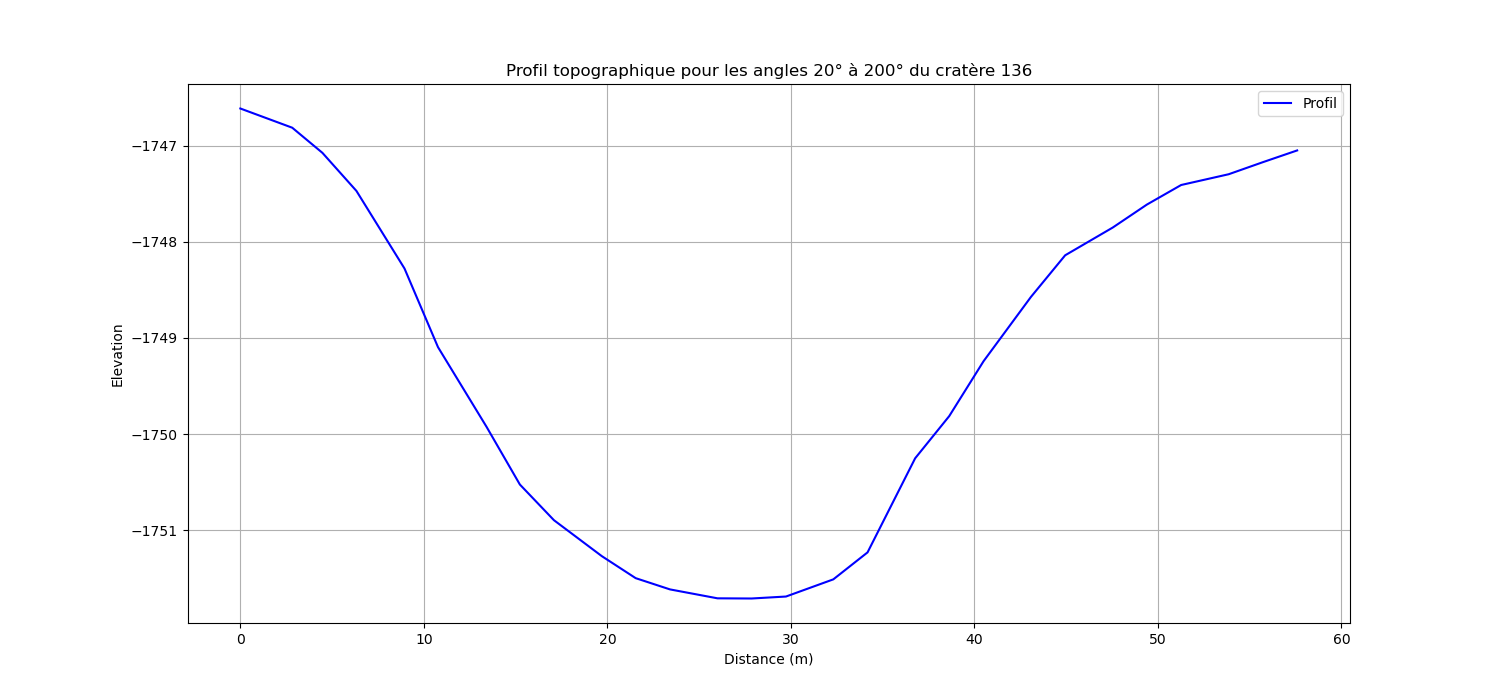 Profil topographique pour les angles 20° à 200° du cratère 136
Profil
−1747
−1748
−1749
−1750
−1751
Elevation
0 10 20 30 40 50 60
Distance (m)